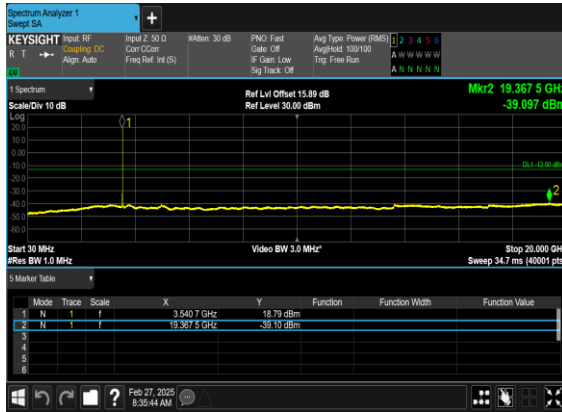 Spectrum Analyzer 1
Swept SA
KEYSIGHT
R T
LXI
Input: RF
Coupling: DC
Align: Auto
Input Z: 50 Ω
Corr CCorr
Freq Ref: Int (S)
#Atten: 30 dB
PNO: Fast
Gate: Off
IF Gain: Low
Sig Track: Off
Avg Type: Power (RMS)
Avg|Hold: 100/100
Trig: Free Run
1 2 3 4 5 6
A W W W W W
A N N N N N
1 Spectrum
Scale/Div 10 dB
Ref Lvl Offset 15.89 dB
Ref Level 30.00 dBm
Mkr2 19.367 5 GHz
-39.097 dBm
Log
20.0
10.0
0.00
-10.0
-20.0
-30.0
-40.0
-50.0
-60.0
1
DL1 -13.00 dBm
2
Start 30 MHz
#Res BW 1.0 MHz
Video BW 3.0 MHz*
Stop 20.000 GHz
Sweep 34.7 ms (40001 pts)
5 Marker Table
Mode Trace Scale X Y Function Function Width Function Value
1 N 1 f 3.540 7 GHz 18.79 dBm
2 N 1 f 19.367 5 GHz -39.10 dBm
3
4
5
6
?
Feb 27, 2025
8:35:44 AM